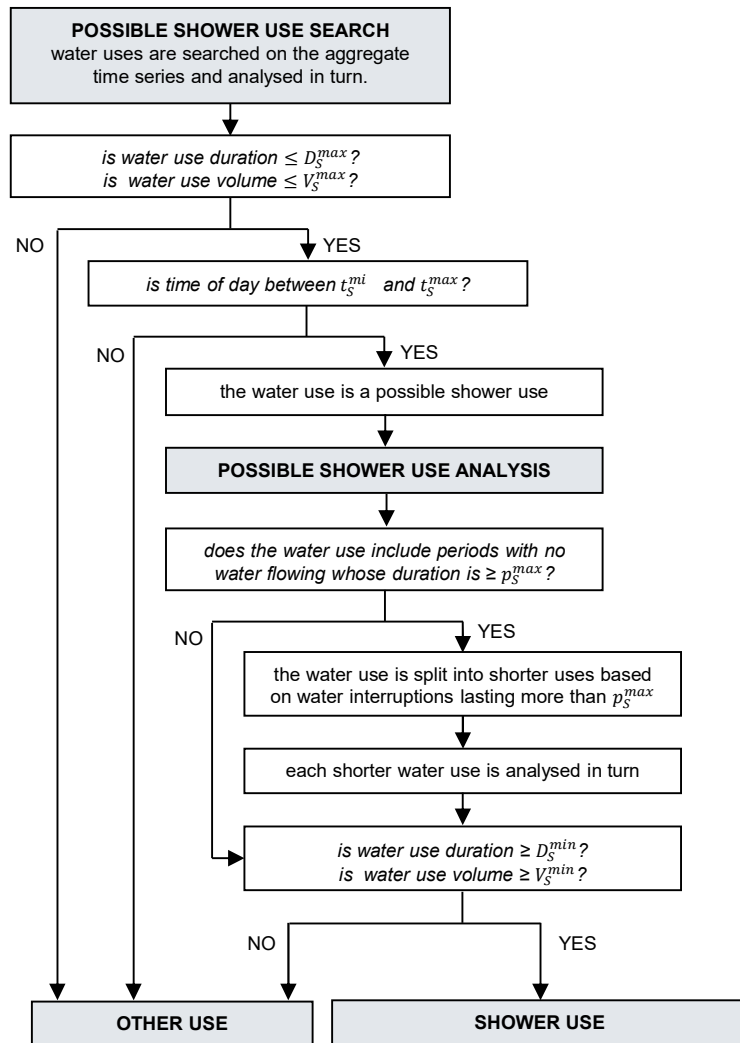 POSSIBLE SHOWER USE SEARCH
water uses are searched on the aggregate
time series and analysed in turn.
is water use duration ≤ D_S^max?
is water use volume ≤ V_S^max?
NO
YES
is time of day between t_S^mi and t_S^max?
NO
YES
the water use is a possible shower use
POSSIBLE SHOWER USE ANALYSIS
does the water use include periods with no
water flowing whose duration is ≥ p_S^max?
NO
YES
the water use is split into shorter uses based
on water interruptions lasting more than p_S^max
each shorter water use is analysed in turn
is water use duration ≥ D_S^min?
is water use volume ≥ V_S^min?
NO
YES
OTHER USE
SHOWER USE